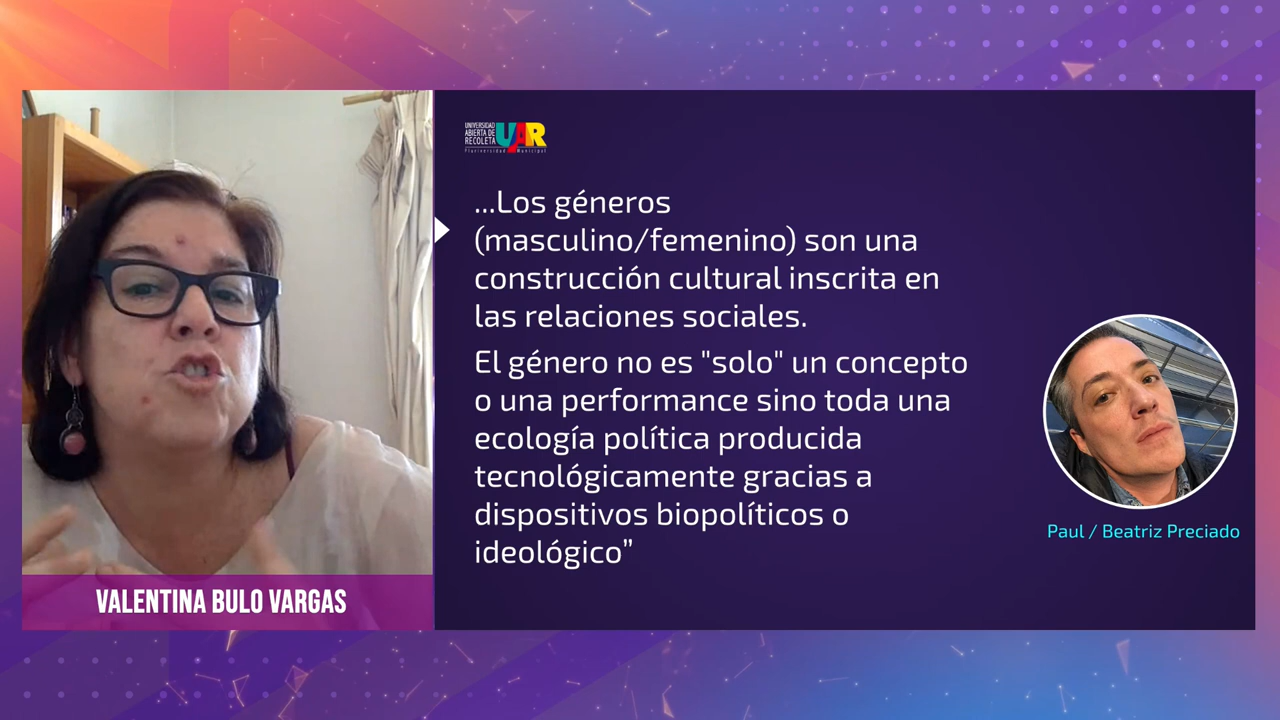 UNIVERSIDAD
ABIERTA DE
RECOLETA
UAR
Pluriversidad Municipal
...Los géneros
(masculino/femenino) son una
construcción cultural inscrita en
las relaciones sociales.
El género no es "solo" un concepto
o una performance sino toda una
ecología política producida
tecnológicamente gracias a
dispositivos biopolíticos o
ideológico”
Paul / Beatriz Preciado
VALENTINA BULO VARGAS